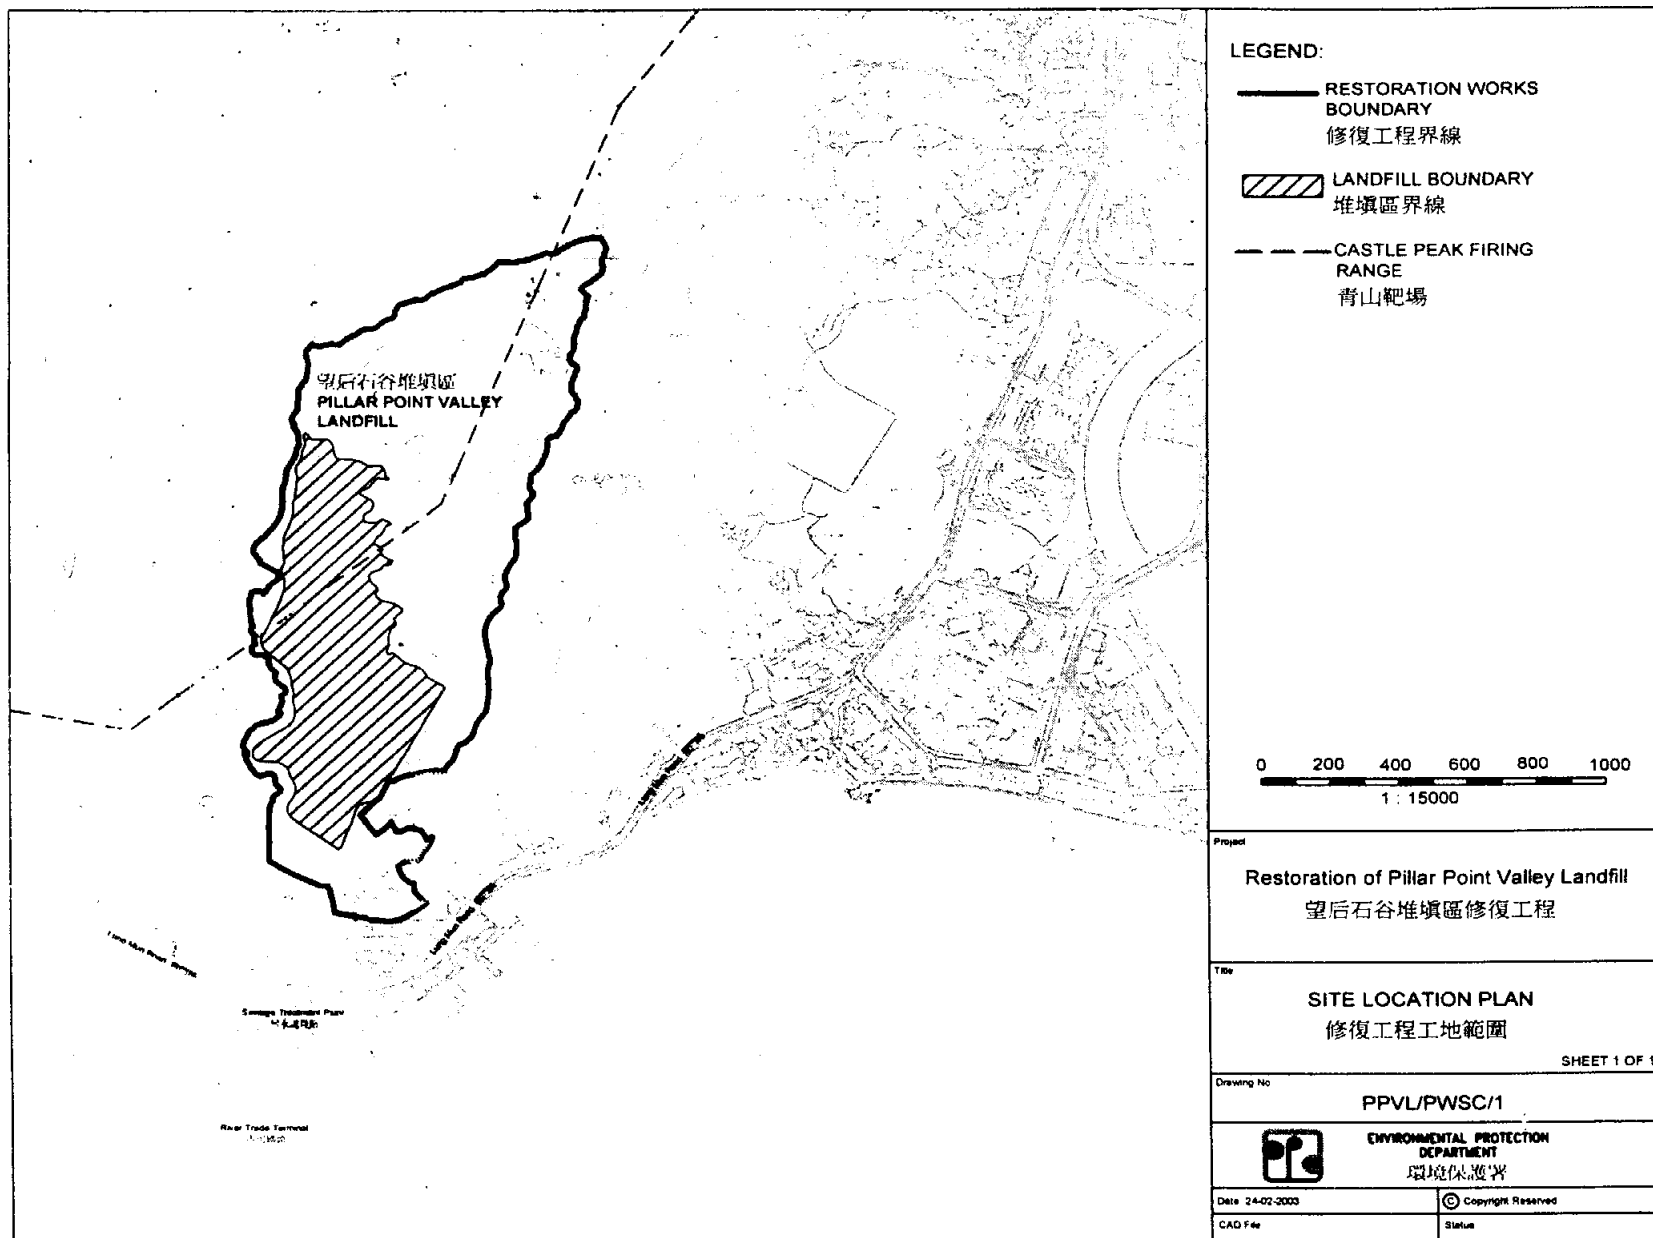 LEGEND:
RESTORATION WORKS
BOUNDARY
修復工程界線
LANDFILL BOUNDARY
堆填區界線
CASTLE PEAK FIRING
RANGE
青山靶場
望后石谷堆填區
PILLAR POINT VALLEY
LANDFILL
Sewage Treatment Plant
River Trade Terminal
0 200 400 600 800 1000
1 : 15000
Project
Restoration of Pillar Point Valley Landfill
望后石谷堆填區修復工程
Title
SITE LOCATION PLAN
修復工程工地範圍
SHEET 1 OF 1
Drawing No
PPVL/PWSC/1
ENVIRONMENTAL PROTECTION
DEPARTMENT
環境保護署
Date 24-02-2003
© Copyright Reserved
CAD File
Status